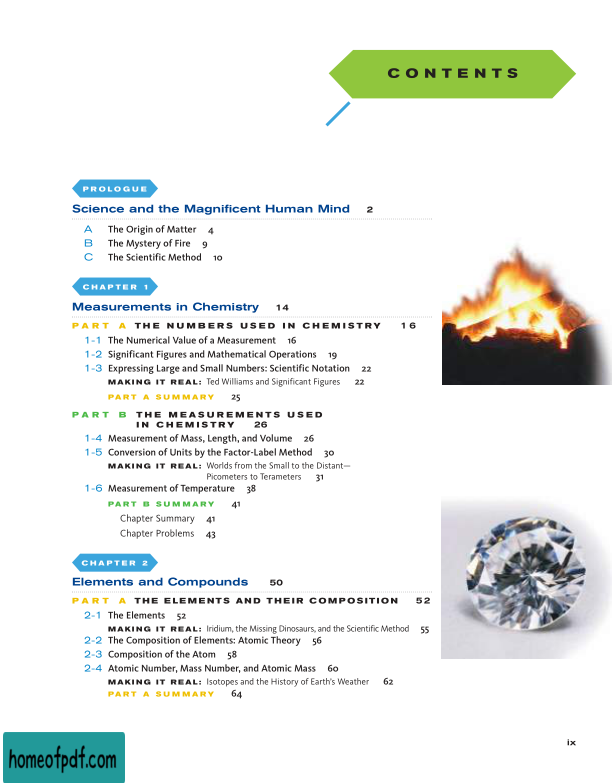 CONTENTS
PROLOGUE
Science and the Magnificent Human Mind 2
A The Origin of Matter 4
B The Mystery of Fire 9
C The Scientific Method 10
CHAPTER 1
Measurements in Chemistry 14
PART A THE NUMBERS USED IN CHEMISTRY 16
1-1 The Numerical Value of a Measurement 16
1-2 Significant Figures and Mathematical Operations 19
1-3 Expressing Large and Small Numbers: Scientific Notation 22
MAKING IT REAL: Ted Williams and Significant Figures 22
PART A SUMMARY 25
PART B THE MEASUREMENTS USED
IN CHEMISTRY 26
1-4 Measurement of Mass, Length, and Volume 26
1-5 Conversion of Units by the Factor-Label Method 30
MAKING IT REAL: Worlds from the Small to the Distant—
Picometers to Terameters 31
1-6 Measurement of Temperature 38
PART B SUMMARY 41
Chapter Summary 41
Chapter Problems 43
CHAPTER 2
Elements and Compounds 50
PART A THE ELEMENTS AND THEIR COMPOSITION 52
2-1 The Elements 52
MAKING IT REAL: Iridium, the Missing Dinosaurs, and the Scientific Method 55
2-2 The Composition of Elements: Atomic Theory 56
2-3 Composition of the Atom 58
2-4 Atomic Number, Mass Number, and Atomic Mass 60
MAKING IT REAL: Isotopes and the History of Earth's Weather 62
PART A SUMMARY 64
ix
homeofpdf.com